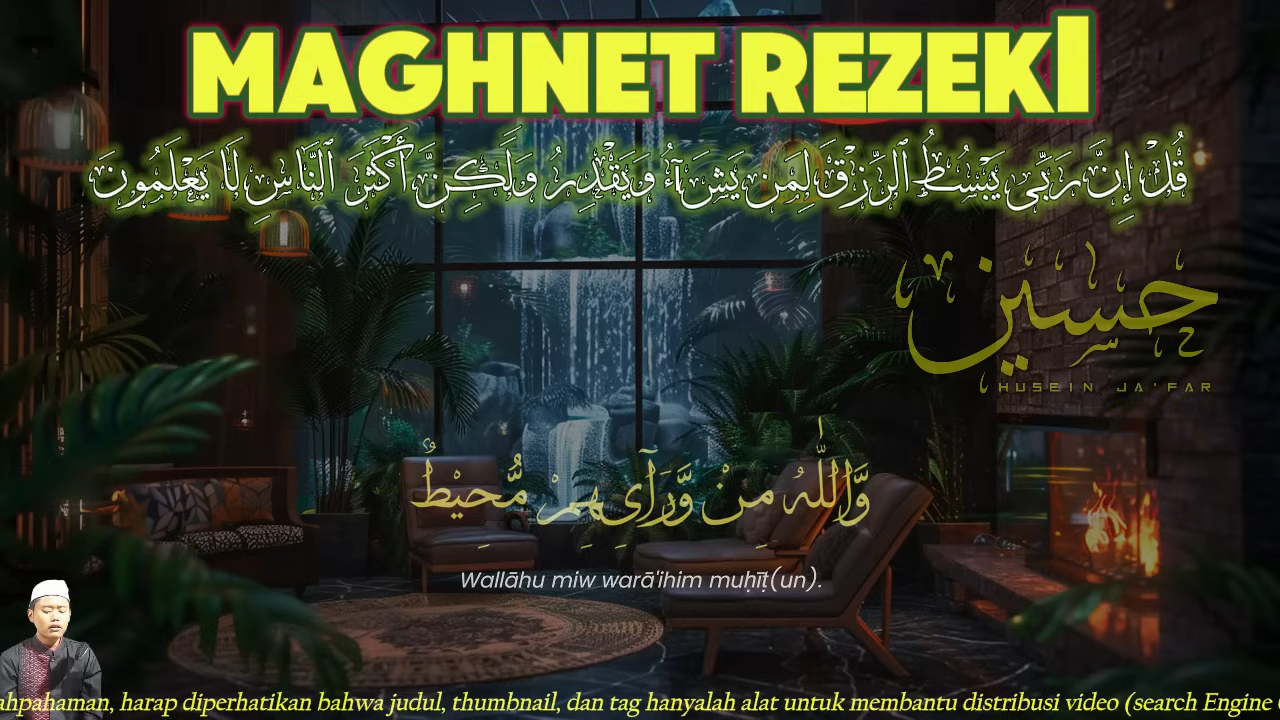 MAGHNET REZEKI
قُلْ إِنَّ رَبِّى يَبْسُطُ ٱلرِّزْقَ لِمَن يَشَآءُ وَيَقْدِرُ وَلَٰكِنَّ أَكْثَرَ ٱلنَّاسِ لَا يَعْلَمُونَ
حسين
HUSEIN JA'FAR
وَّاللّٰهُ مِنْ وَّرَاۤىِٕهِمْ مُّحِيْطٌۚ
Wallāhu miw warā'ihim muḥīṭ(un).
ahpahaman, harap diperhatikan bahwa judul, thumbnail, dan tag hanyalah alat untuk membantu distribusi video (search Engine